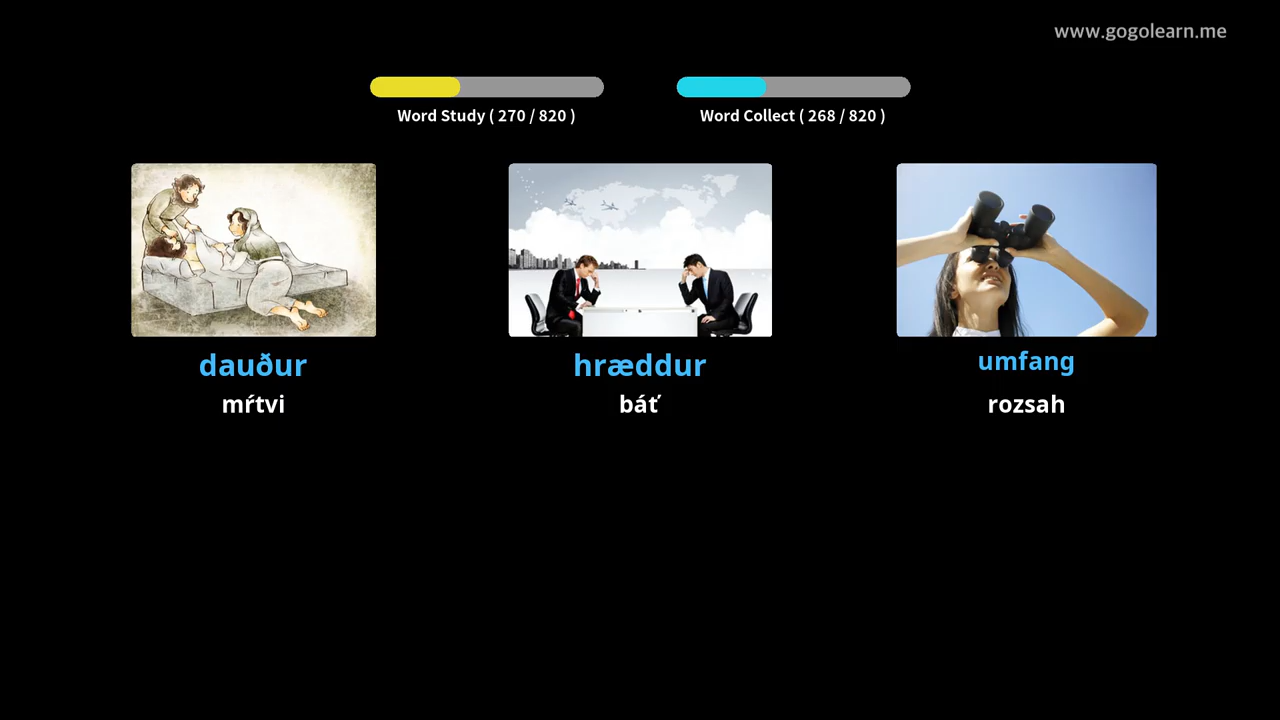 www.gogolearn.me
Word Study ( 270 / 820 )
Word Collect ( 268 / 820 )
dauður
hræddur
umfang
mŕtvi
báť
rozsah